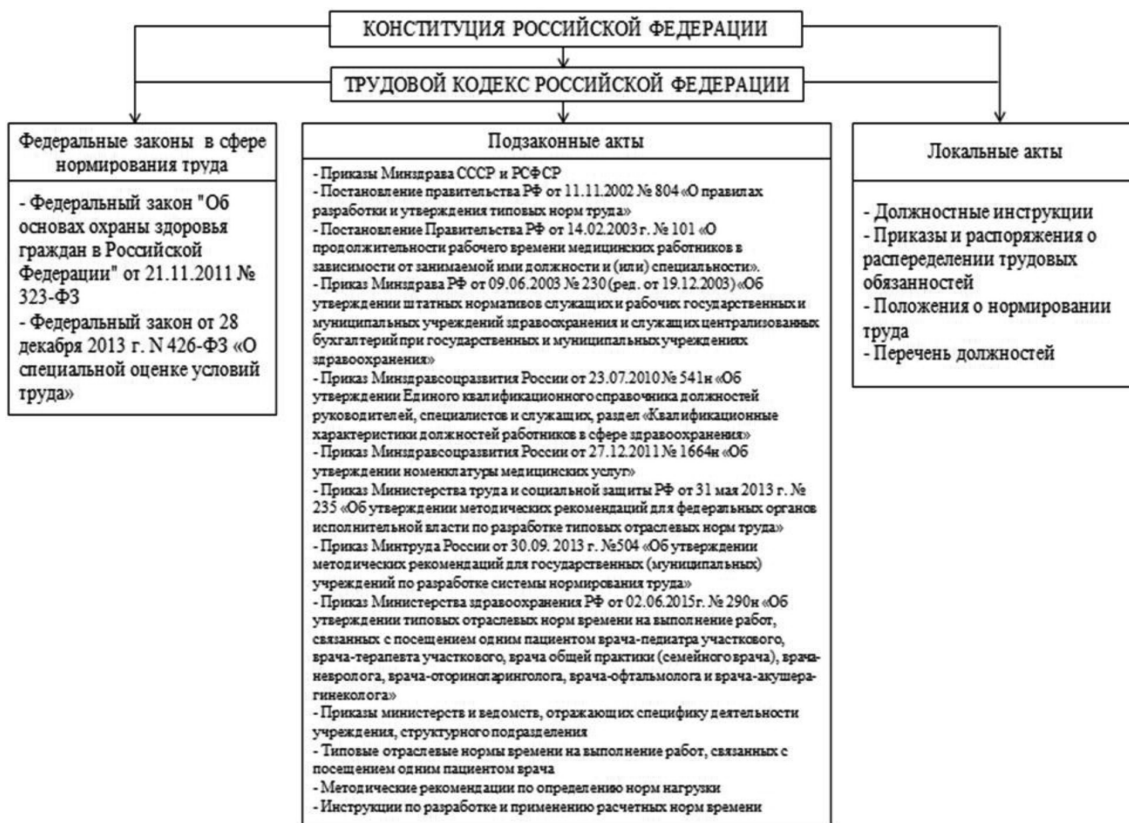 КОНСТИТУЦИЯ РОССИЙСКОЙ ФЕДЕРАЦИИ
ТРУДОВОЙ КОДЕКС РОССИЙСКОЙ ФЕДЕРАЦИИ
Федеральные законы в сфере
нормирования труда
- Федеральный закон "Об
основах охраны здоровья
граждан в Российской
Федерации" от 21.11.2011 №
323-ФЗ
- Федеральный закон от 28
декабря 2013 г. N 426-ФЗ «О
специальной оценке условий
труда»
Подзаконные акты
- Приказы Минздрава СССР и РСФСР
- Постановление правительства РФ от 11.11.2002 № 804 «О правилах
разработки и утверждения типовых норм труда»
- Постановление Правительства РФ от 14.02.2003 г. № 101 «О
продолжительности рабочего времени медицинских работников в
зависимости от занимаемой ими должности и (или) специальности».
- Приказ Минздрава РФ от 09.06.2003 № 230 (ред. от 19.12.2003) «Об
утверждении штатных нормативов служащих и рабочих государственных и
муниципальных учреждений здравоохранения и служащих централизованных
бухгалтерий при государственных и муниципальных учреждениях
здравоохранения»
- Приказ Минздравсоцразвития России от 23.07.2010 № 541н «Об
утверждении Единого квалификационного справочника должностей
руководителей, специалистов и служащих, раздел «Квалификационные
характеристики должностей работников в сфере здравоохранения»
- Приказ Минздравсоцразвития России от 27.12.2011 № 1664н «Об
утверждении номенклатуры медицинских услуг»
- Приказ Министерства труда и социальной защиты РФ от 31 мая 2013 г. №
235 «Об утверждении методических рекомендаций для федеральных органов
исполнительной власти по разработке типовых отраслевых норм труда»
- Приказ Минтруда России от 30.09. 2013 г. №504 «Об утверждении
методических рекомендаций для государственных (муниципальных)
учреждений по разработке системы нормирования труда»
- Приказ Министерства здравоохранения РФ от 02.06.2015г. № 290н «Об
утверждении типовых отраслевых норм времени на выполнение работ,
связанных с посещением одним пациентом врача-педиатра участкового,
врача-терапевта участкового, врача общей практики (семейного врача), врача-
невролога, врача-оториноларинголога, врача-офтальмолога и врача-акушера-
гинеколога»
- Приказы министерств и ведомств, отражающих специфику деятельности
учреждения, структурного подразделения
- Типовые отраслевые нормы времени на выполнение работ, связанных с
посещением одним пациентом врача
- Методические рекомендации по определению норм нагрузки
- Инструкции по разработке и применению расчетных норм времени
Локальные акты
- Должностные инструкции
- Приказы и распоряжения о
распеределении трудовых
обязанностей
- Положения о нормировании
труда
- Перечень должностей